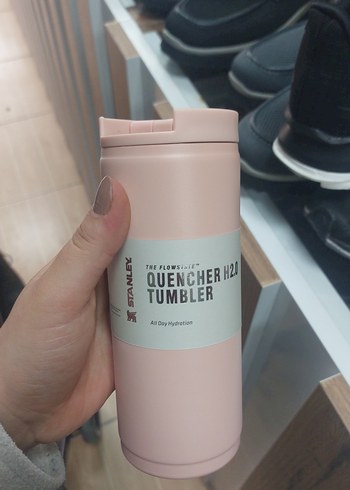 STANLEY
THE FLOWSTATE™
QUENCHER H2.0
TUMBLER
All Day Hydration